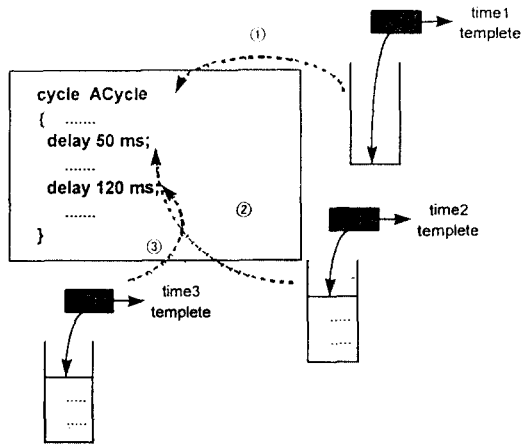 time1
templete
①
cycle ACycle
{ .......
delay 50 ms;
.......
delay 120 ms;
.......
}
②
③
time2
templete
.....
.....
time3
templete
.....
.....